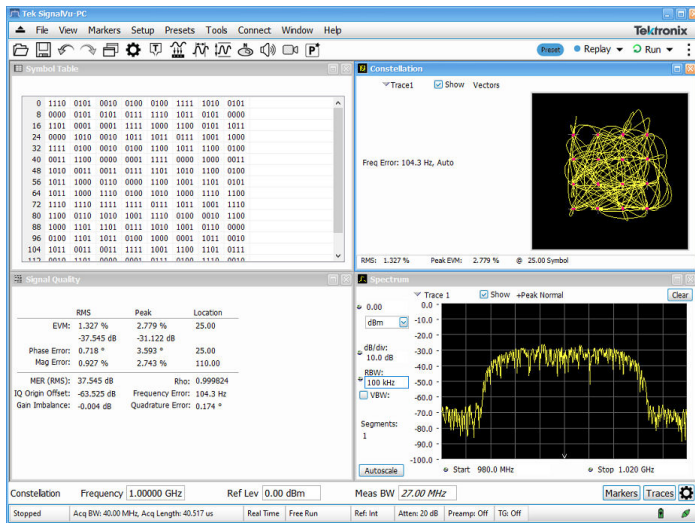 Tek SignalVu-PC
File View Markers Setup Presets Tools Connect Window Help
Tektronix
Preset Replay Run
Symbol Table
0 1110 0101 0010 0100 0100 1111 1010 0101
8 0000 0101 0101 0111 1110 1011 0101 0000
16 1101 0001 0001 1111 1000 1100 0101 1011
24 0000 1010 0010 1011 1011 0111 1001 1000
32 1111 0100 0100 1100 0100 1011 1001 1100
40 0011 1100 0000 0001 1111 0000 1000 0011
48 1010 0011 0011 0111 1101 1010 1110 0101
56 1011 1000 0110 0000 1100 1001 1101 0101
64 1011 1000 1110 0100 1010 1000 1110 1100
72 1110 1110 1111 1111 0111 1011 1001 1110
80 1100 0110 1010 1001 1110 0100 0010 1100
88 1000 1101 1101 0111 1010 1010 0100 0110
96 0100 1101 1011 0100 1000 0001 1011 0010
104 1011 0011 0011 1111 1001 1100 1101 0111
Constellation
Trace1 Show Vectors
Freq Error: 104.3 Hz, Auto
RMS: 1.327 % Peak EVM: 2.779 % @ 25.00 Symbol
Signal Quality
RMS Peak Location
EVM: 1.327 % 2.779 % 25.00
-37.545 dB -31.122 dB
Phase Error: 0.718 ° 3.593 ° 25.00
Mag Error: 0.927 % 2.743 % 110.00
MER (RMS): 37.545 dB Rho: 0.999824
IQ Origin Offset: -63.525 dB Frequency Error: 104.3 Hz
Gain Imbalance: -0.004 dB Quadrature Error: 0.174 °
Spectrum
Trace 1 Show +Peak Normal Clear
0.00
dBm
dB/div:
10.0 dB
RBW:
100 kHz
VBW:
Segments:
1
Autoscale
0.0
-10.0
-20.0
-30.0
-40.0
-50.0
-60.0
-70.0
-80.0
-90.0
-100.0
Start 980.0 MHz Stop 1.020 GHz
Constellation Frequency 1.00000 GHz Ref Lev 0.00 dBm Meas BW 27.00 MHz Markers Traces
Stopped Acq BW: 40.00 MHz, Acq Length: 40.517 us Real Time Free Run Ref: Int Atten: 20 dB Preamp: Off TG: Off